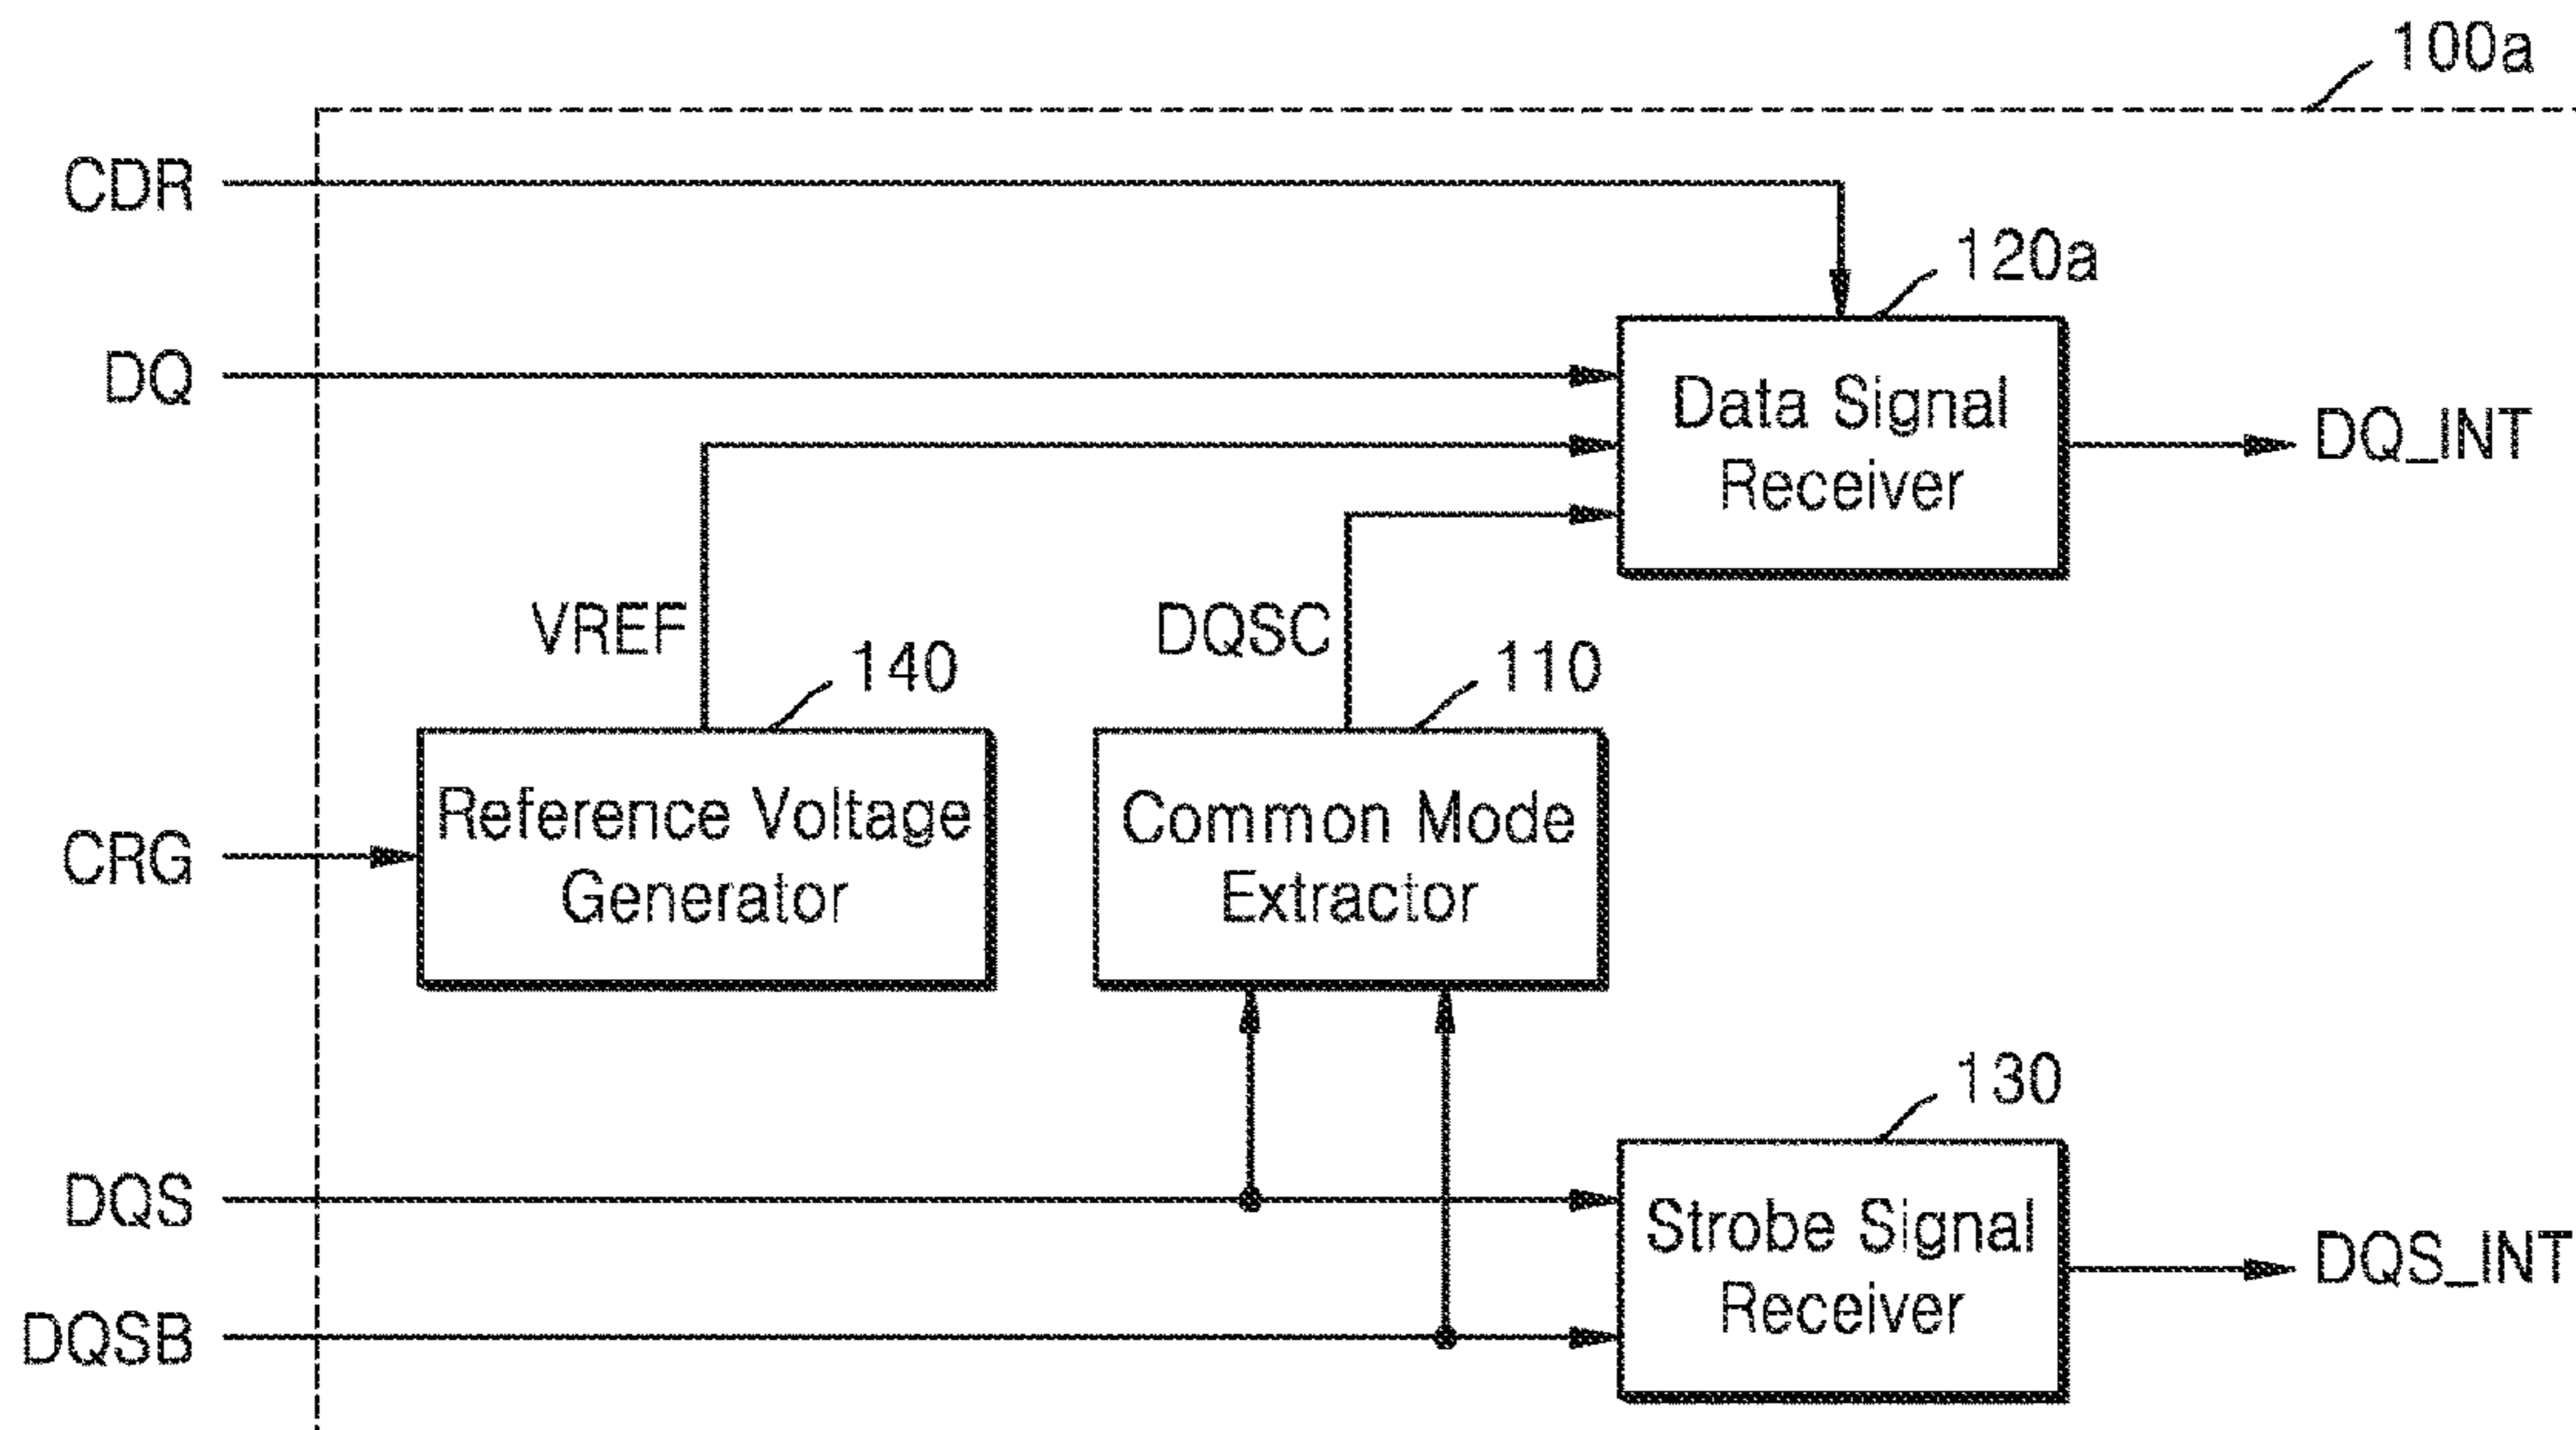 100a
CDR
120a
DQ
Data Signal
Receiver
DQ_INT
VREF
DQSC
140
110
Reference Voltage
Generator
Common Mode
Extractor
CRG
130
DQS
Strobe Signal
Receiver
DQS_INT
DQSB